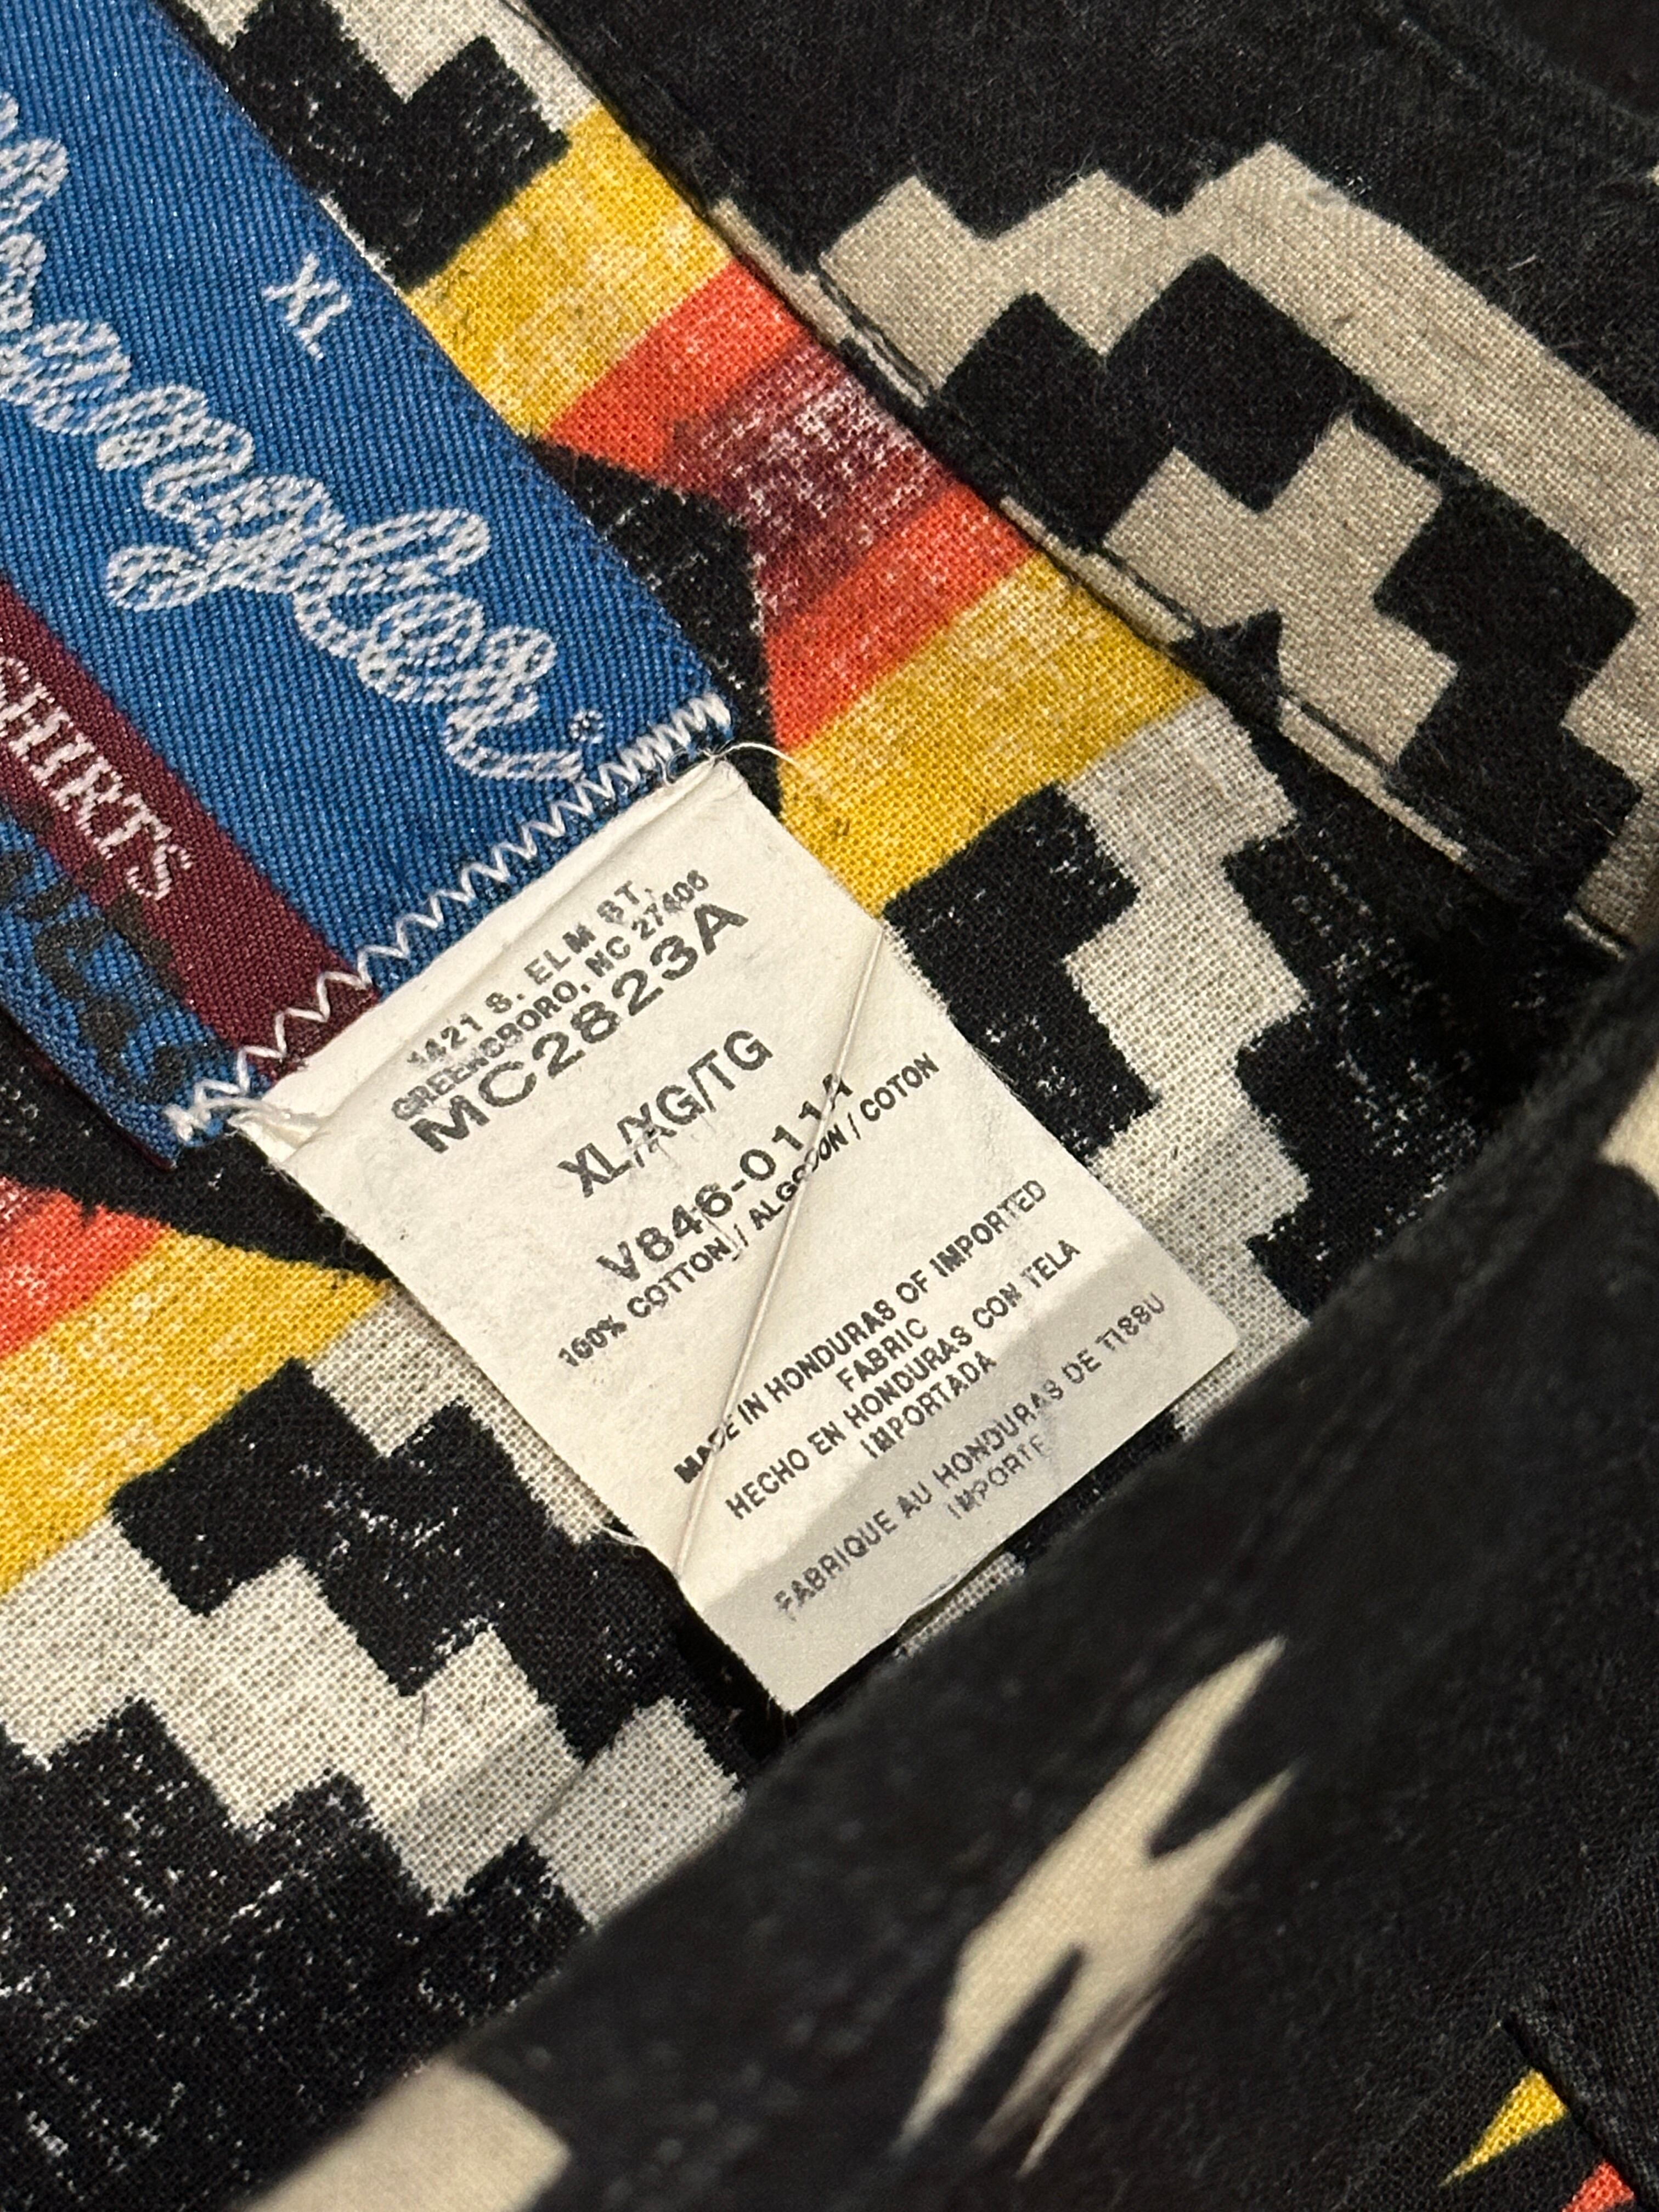 XL
Wrangler®
SHIRTS
1421 S. ELM ST.
GREENSBORO, NC 27406
MC2823A
XL/XG/TG
V846-011A
100% COTTON / ALGODON / COTON
MADE IN HONDURAS OF IMPORTED
FABRIC
HECHO EN HONDURAS CON TELA
IMPORTADA
FABRIQUE AU HONDURAS DE TISSU
IMPORTE